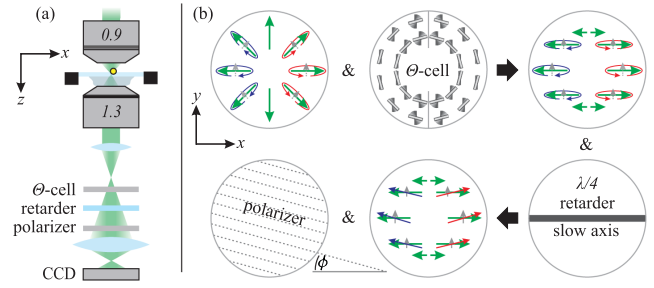 (a)
0.9
x
z
1.3
Θ-cell
retarder
polarizer
CCD
(b)
&
Θ-cell
y
x
&
polarizer
ϕ
&
λ/4
retarder
slow axis